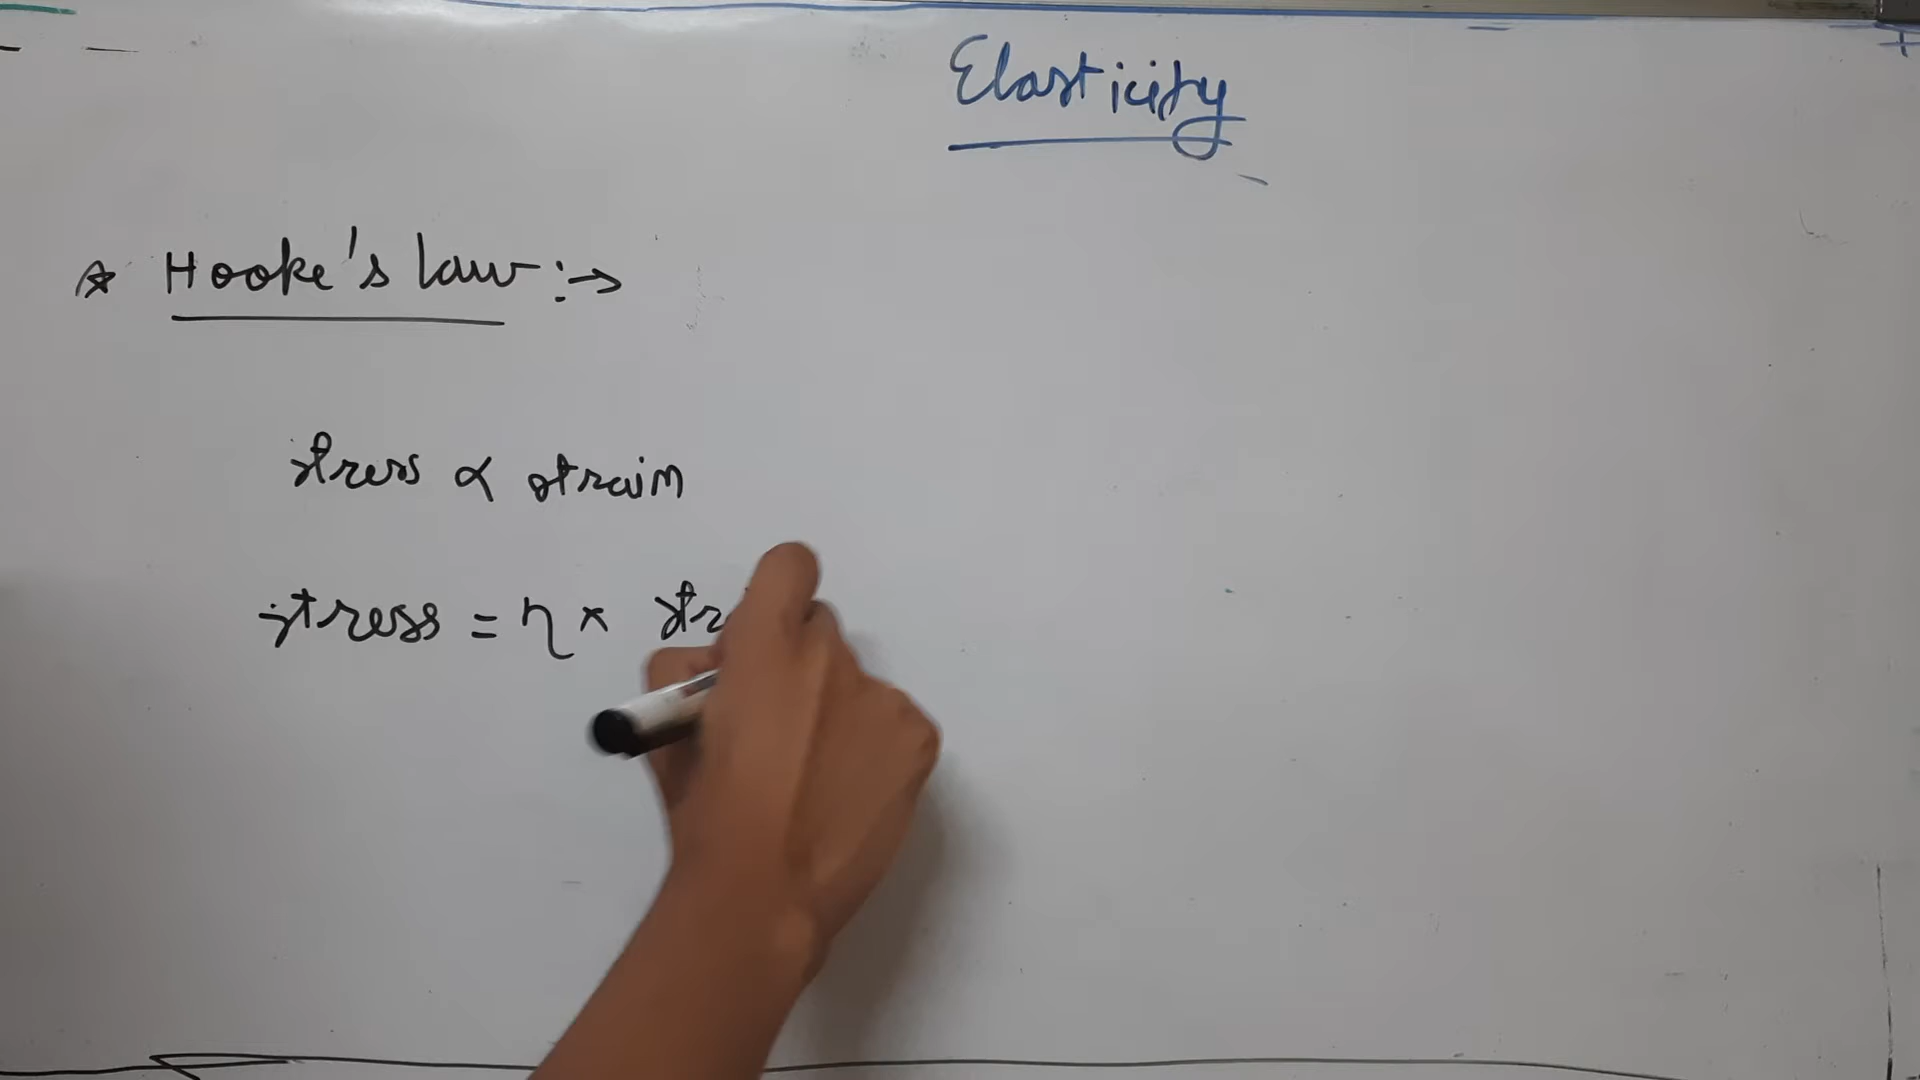 Elasticity
☆ Hooke's law :→
stress ∝ strain
stress = η ×